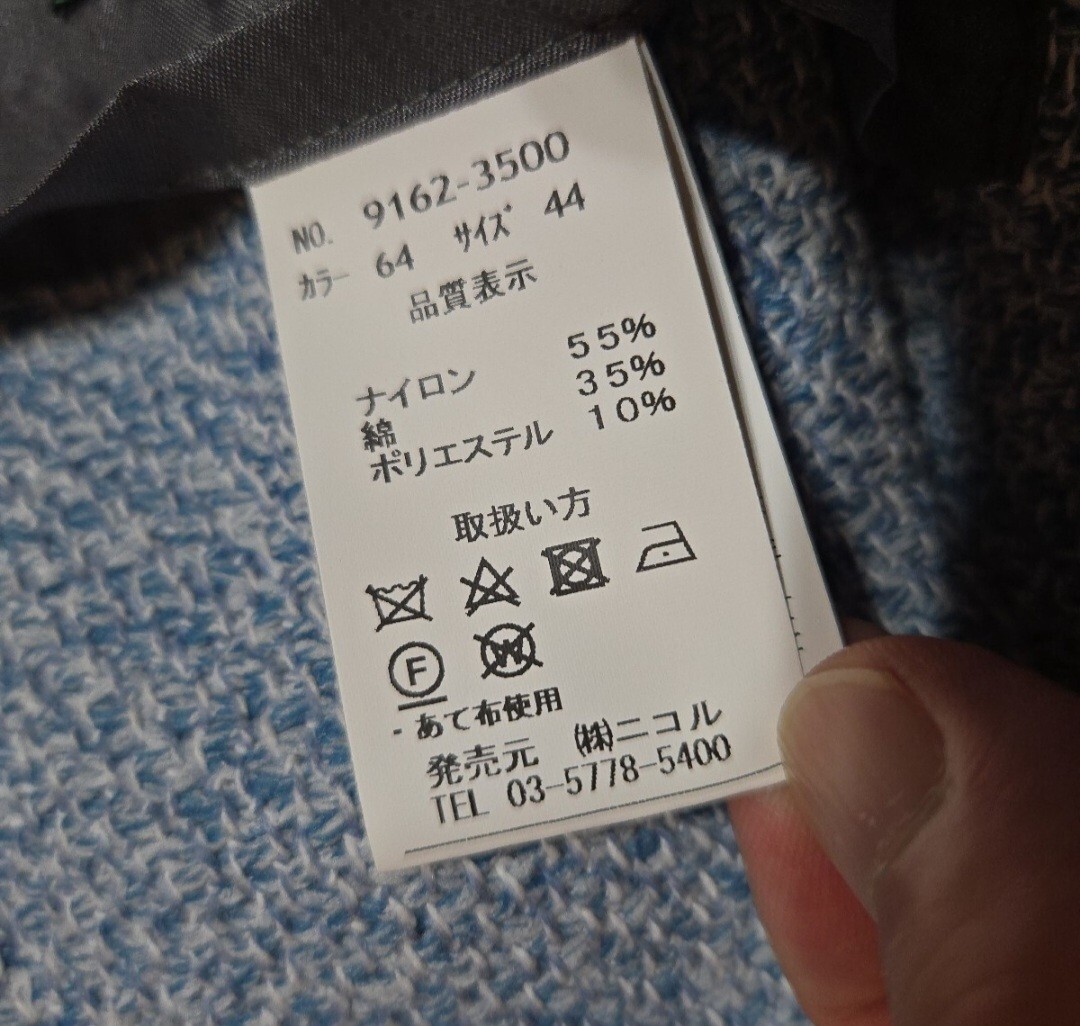 NO. 9162-3500
ｶﾗｰ 64 ｻｲｽﾞ 44
品質表示
ナイロン 55%
綿 35%
ポリエステル 10%
取扱い方
F W
・あて布使用
発売元 ㈱ニコル
TEL 03-5778-5400